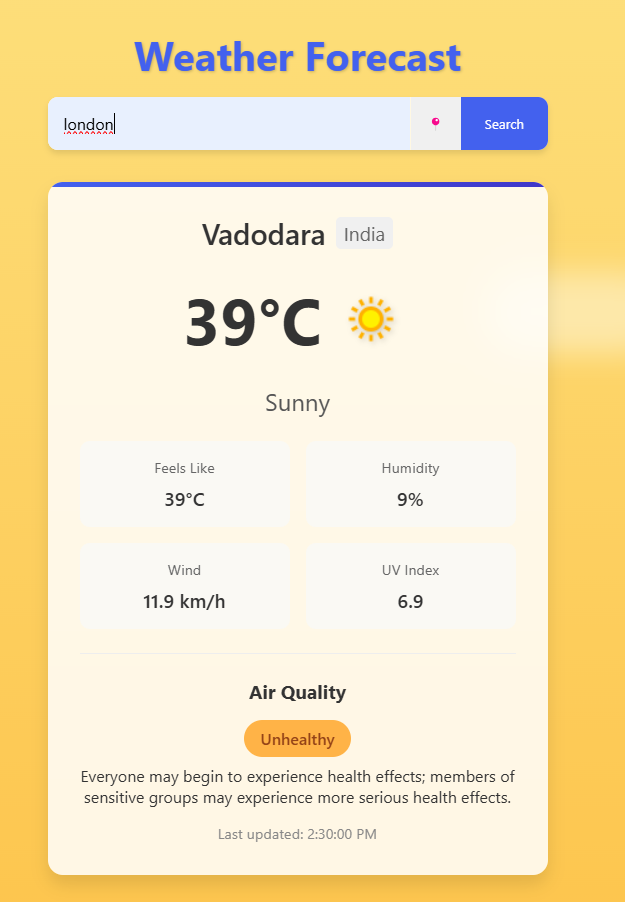 Weather Forecast
london
Search
Vadodara India
39°C
Sunny
Feels Like
39°C
Humidity
9%
Wind
11.9 km/h
UV Index
6.9
Air Quality
Unhealthy
Everyone may begin to experience health effects; members of
sensitive groups may experience more serious health effects.
Last updated: 2:30:00 PM